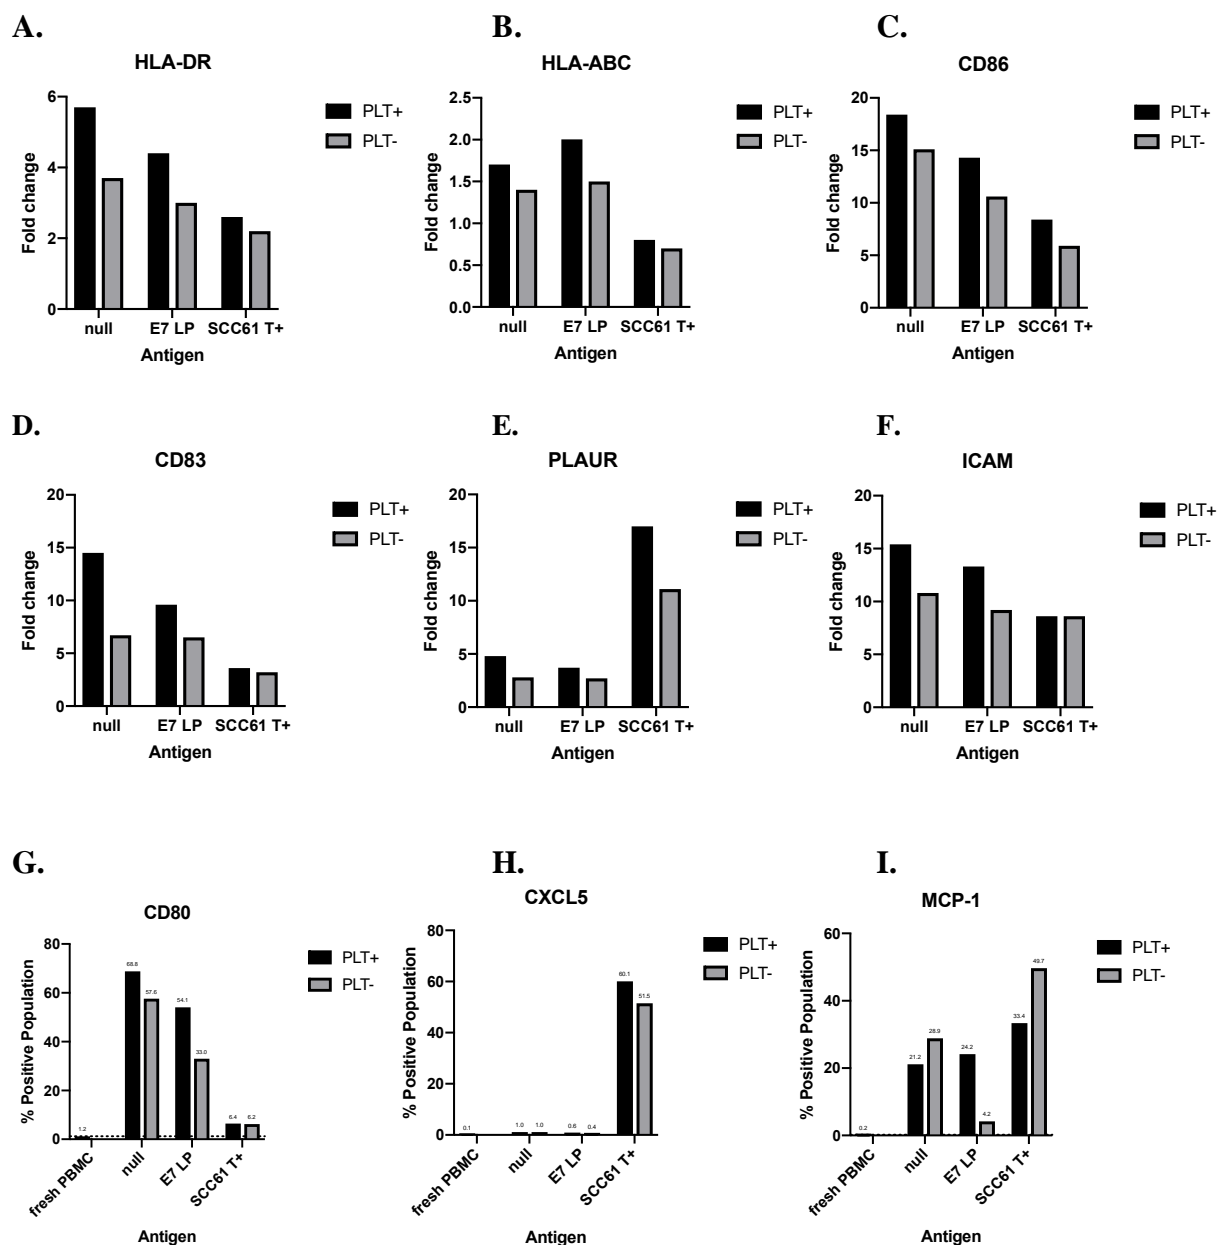 A.
HLA-DR
6
4
2
0
Fold change
null
E7 LP
SCC61 T+
Antigen
PLT+
PLT-
B.
HLA-ABC
2.5
2.0
1.5
1.0
0.5
0.0
Fold change
null
E7 LP
SCC61 T+
Antigen
PLT+
PLT-
C.
CD86
20
15
10
5
0
Fold change
null
E7 LP
SCC61 T+
Antigen
PLT+
PLT-
D.
CD83
20
15
10
5
0
Fold change
null
E7 LP
SCC61 T+
Antigen
PLT+
PLT-
E.
PLAUR
20
15
10
5
0
Fold change
null
E7 LP
SCC61 T+
Antigen
PLT+
PLT-
F.
ICAM
20
15
10
5
0
Fold change
null
E7 LP
SCC61 T+
Antigen
PLT+
PLT-
G.
CD80
80
60
40
20
0
% Positive Population
1.2
68.8
57.6
54.1
33.0
6.4
6.2
fresh PBMC
null
E7 LP
SCC61 T+
Antigen
PLT+
PLT-
H.
CXCL5
80
60
40
20
0
% Positive Population
0.1
1.0
1.0
0.6
0.4
60.1
51.5
fresh PBMC
null
E7 LP
SCC61 T+
Antigen
PLT+
PLT-
I.
MCP-1
60
40
20
0
% Positive Population
0.2
21.2
28.9
24.2
4.2
33.4
49.7
fresh PBMC
null
E7 LP
SCC61 T+
Antigen
PLT+
PLT-